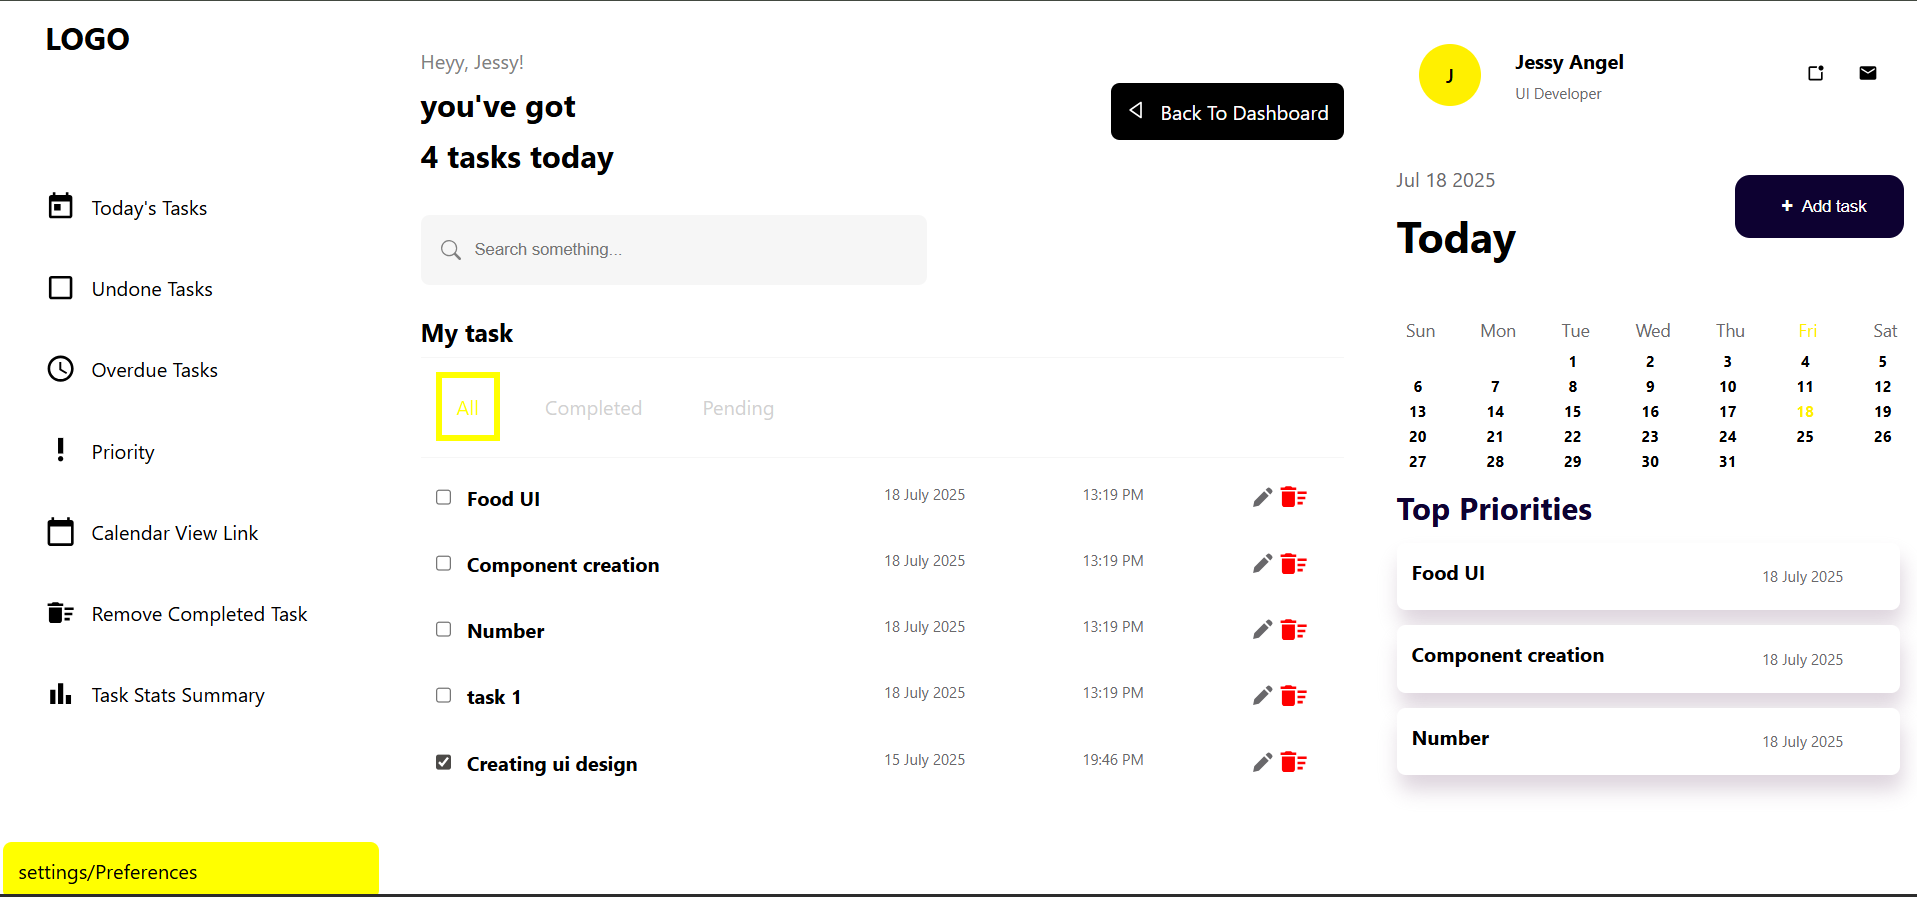 LOGO
Today's Tasks
Undone Tasks
Overdue Tasks
Priority
Calendar View Link
Remove Completed Task
Task Stats Summary
settings/Preferences
Heyy, Jessy!
you've got
4 tasks today
Back To Dashboard
Search something...
My task
All Completed Pending
Food UI 18 July 2025 13:19 PM
Component creation 18 July 2025 13:19 PM
Number 18 July 2025 13:19 PM
task 1 18 July 2025 13:19 PM
Creating ui design 15 July 2025 19:46 PM
J
Jessy Angel
UI Developer
Jul 18 2025
Today
+ Add task
Sun Mon Tue Wed Thu Fri Sat
1 2 3 4 5
6 7 8 9 10 11 12
13 14 15 16 17 18 19
20 21 22 23 24 25 26
27 28 29 30 31
Top Priorities
Food UI 18 July 2025
Component creation 18 July 2025
Number 18 July 2025